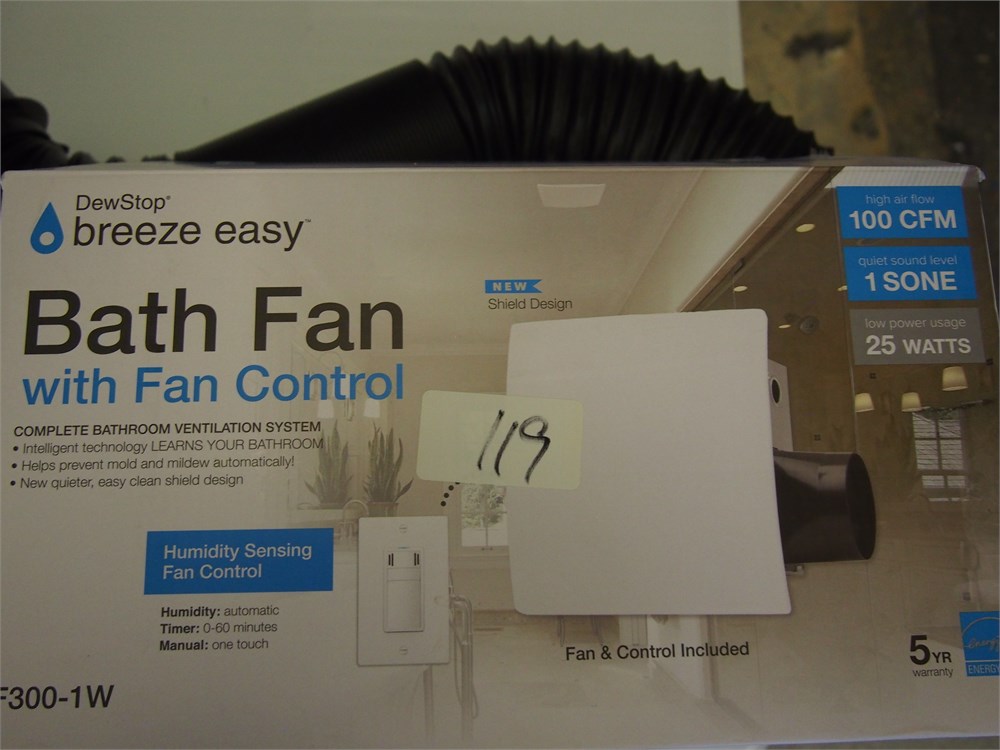 DewStop®
breeze easy™
Bath Fan
with Fan Control
COMPLETE BATHROOM VENTILATION SYSTEM
• Intelligent technology LEARNS YOUR BATHROOM
• Helps prevent mold and mildew automatically!
• New quieter, easy clean shield design
NEW
Shield Design
high air flow
100 CFM
quiet sound level
1 SONE
low power usage
25 WATTS
119
Humidity Sensing
Fan Control
Humidity: automatic
Timer: 0-60 minutes
Manual: one touch
Fan & Control Included
5YR
warranty
energy
ENERGY
F300-1W